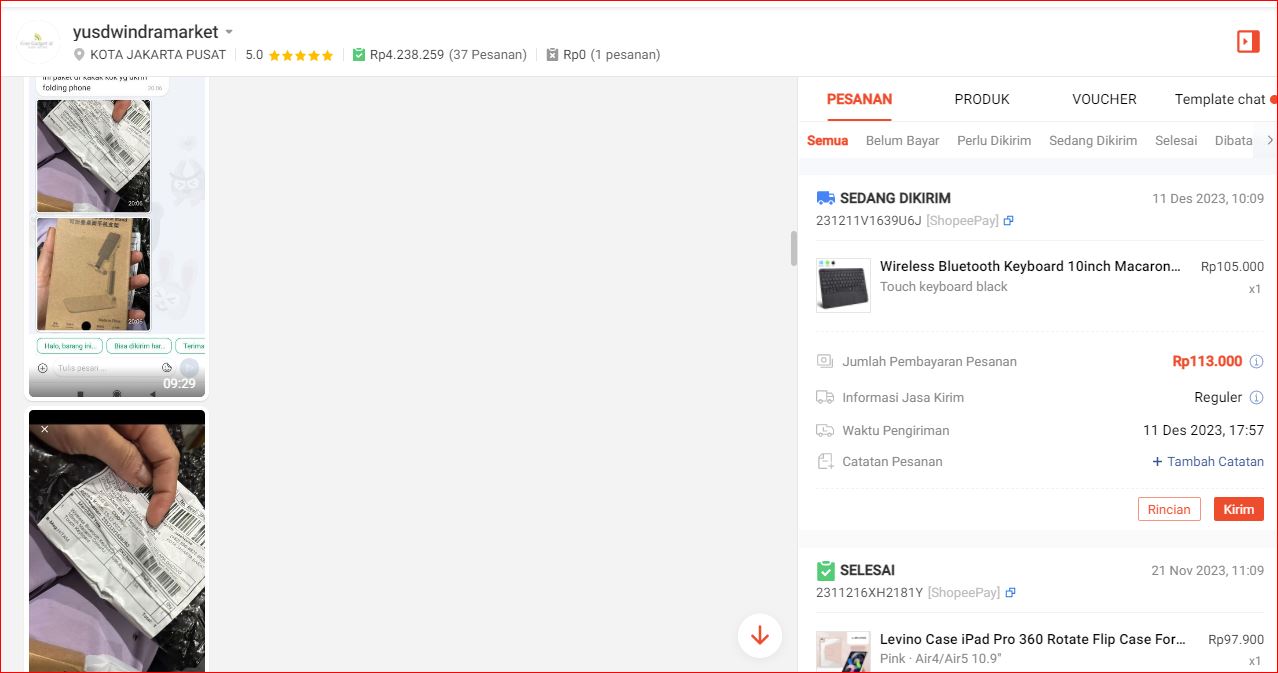 yusdwindramarket
KOTA JAKARTA PUSAT 5.0 Rp4.238.259 (37 Pesanan) Rp0 (1 pesanan)
ini paket di kakak kok yg dikirin
folding phone
20.06
20.06
20.06
Halo, barang ini... Bisa dikirim har... Terima
Tulis pesan ...
09:29
PESANAN PRODUK VOUCHER Template chat
Semua Belum Bayar Perlu Dikirim Sedang Dikirim Selesai Dibata
SEDANG DIKIRIM 11 Des 2023, 10:09
231211V1639U6J [ShopeePay]
Wireless Bluetooth Keyboard 10inch Macaron... Rp105.000
Touch keyboard black x1
Jumlah Pembayaran Pesanan Rp113.000
Informasi Jasa Kirim Reguler
Waktu Pengiriman 11 Des 2023, 17:57
Catatan Pesanan + Tambah Catatan
Rincian Kirim
SELESAI 21 Nov 2023, 11:09
2311216XH2181Y [ShopeePay]
Levino Case iPad Pro 360 Rotate Flip Case For... Rp97.900
Pink · Air4/Air5 10.9" x1